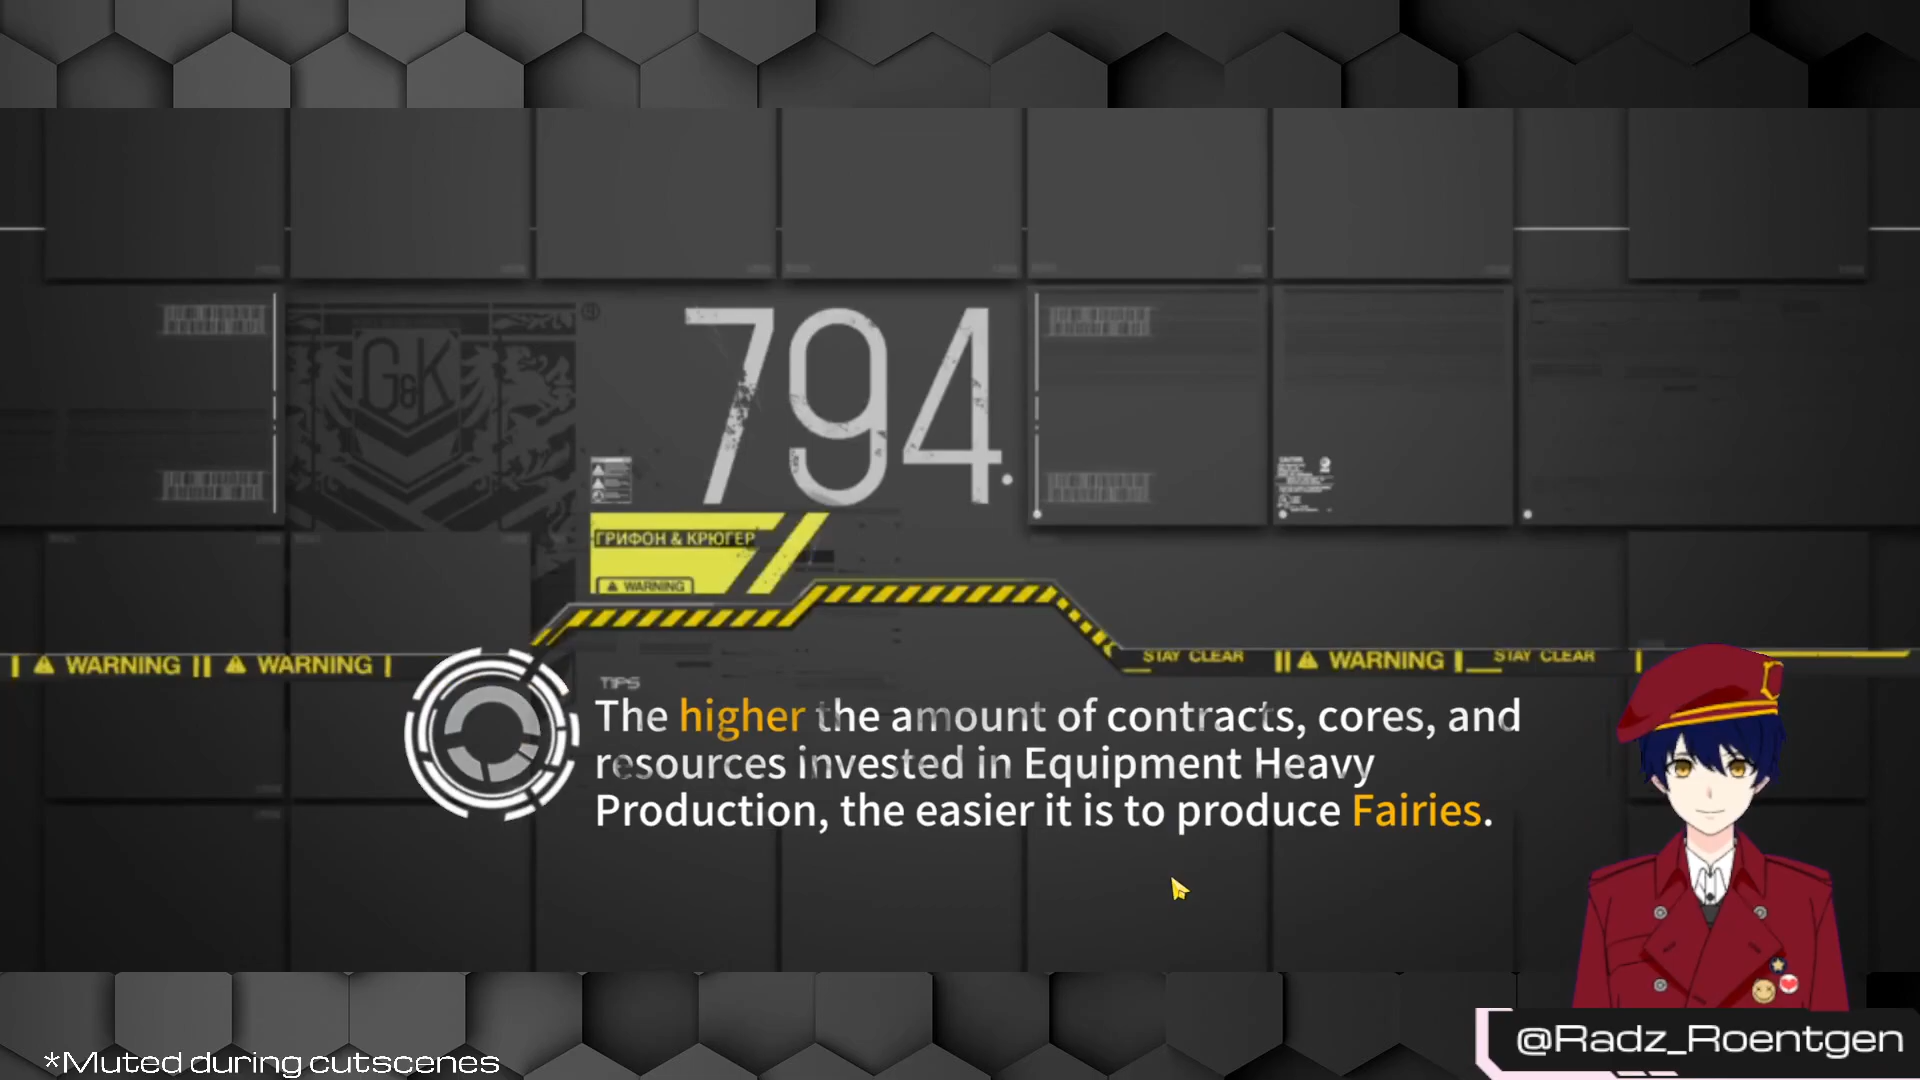 G&K
794.
ГРИФОН & КРЮГЕР
WARNING
WARNING
WARNING
STAY CLEAR
WARNING
STAY CLEAR
TIPS
The higher the amount of contracts, cores, and
resources invested in Equipment Heavy
Production, the easier it is to produce Fairies.
@Radz_Roentgen
*Muted during cutscenes